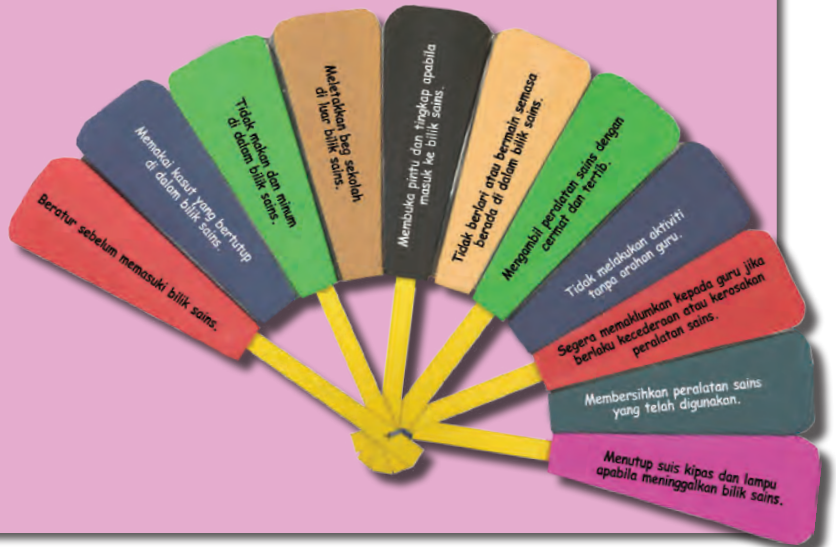 Beratur sebelum memasuki bilik sains.
Memakai kasut yang bertutup
di dalam bilik sains.
Tidak makan dan minum
di dalam bilik sains.
Meletakkan beg sekolah
di luar bilik sains.
Membuka pintu dan tingkap apabila
masuk ke bilik sains.
Tidak berlari atau bermain semasa
berada di dalam bilik sains.
Mengambil peralatan sains dengan
cermat dan tertib.
Tidak melakukan aktiviti
tanpa arahan guru.
Segera memaklumkan kepada guru jika
berlaku kecederaan atau kerosakan
peralatan sains.
Membersihkan peralatan sains
yang telah digunakan.
Menutup suis kipas dan lampu
apabila meninggalkan bilik sains.